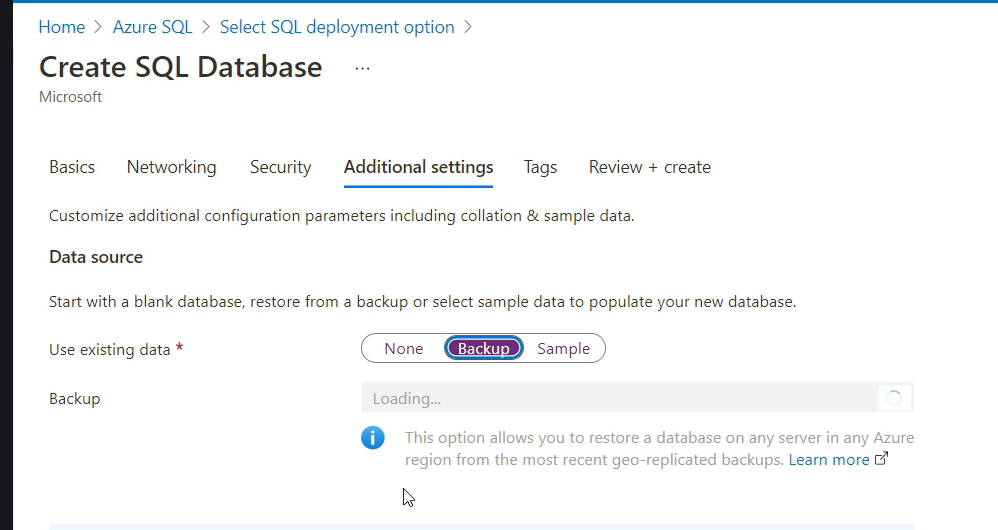 Home > Azure SQL > Select SQL deployment option >
Create SQL Database ...
Microsoft
Basics Networking Security Additional settings Tags Review + create
Customize additional configuration parameters including collation & sample data.
Data source
Start with a blank database, restore from a backup or select sample data to populate your new database.
Use existing data * None Backup Sample
Backup Loading...
This option allows you to restore a database on any server in any Azure
region from the most recent geo-replicated backups. Learn more